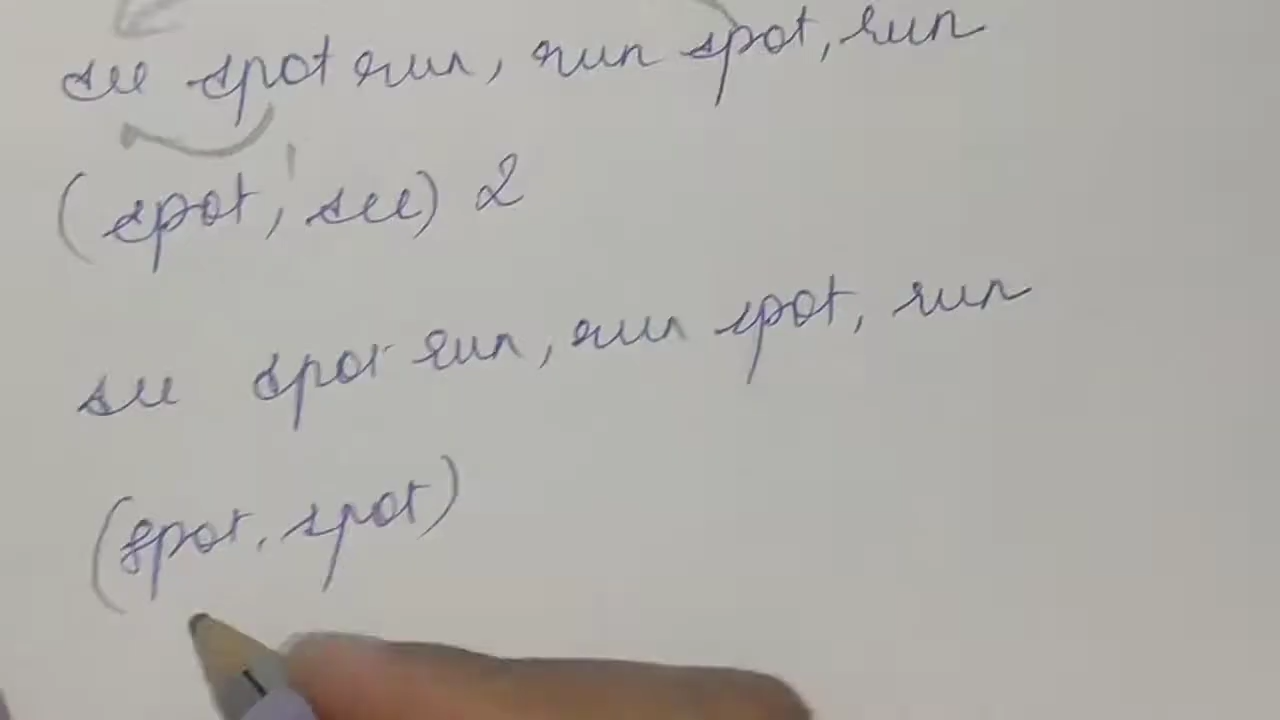 see spot run, run spot, run
(spot, see) 2
see spot run, run spot, run
(spot, spot)